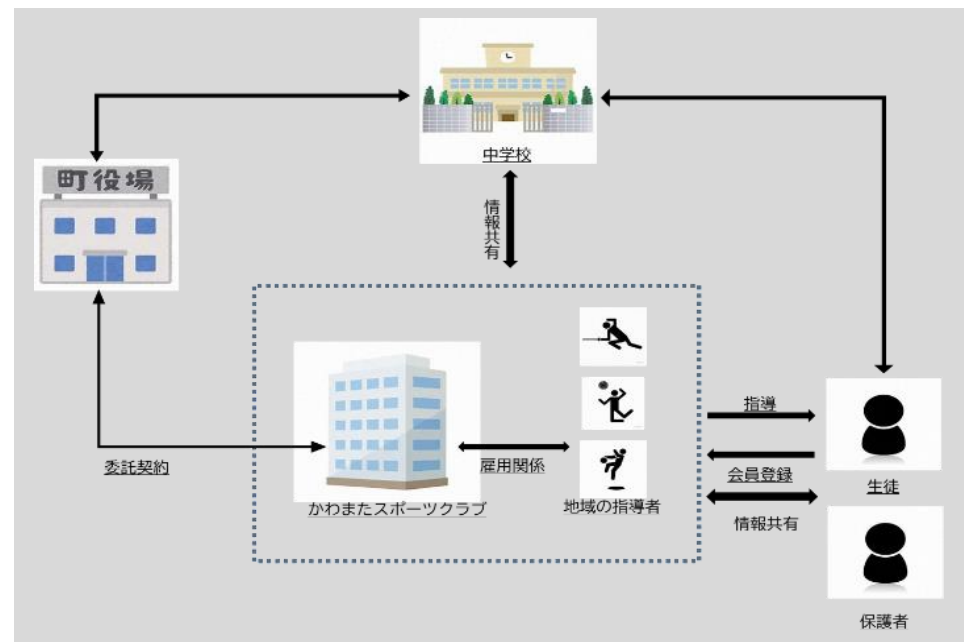 中学校
町役場
情報共有
指導
委託契約
雇用関係
会員登録
生徒
かわまたスポーツクラブ
地域の指導者
情報共有
保護者